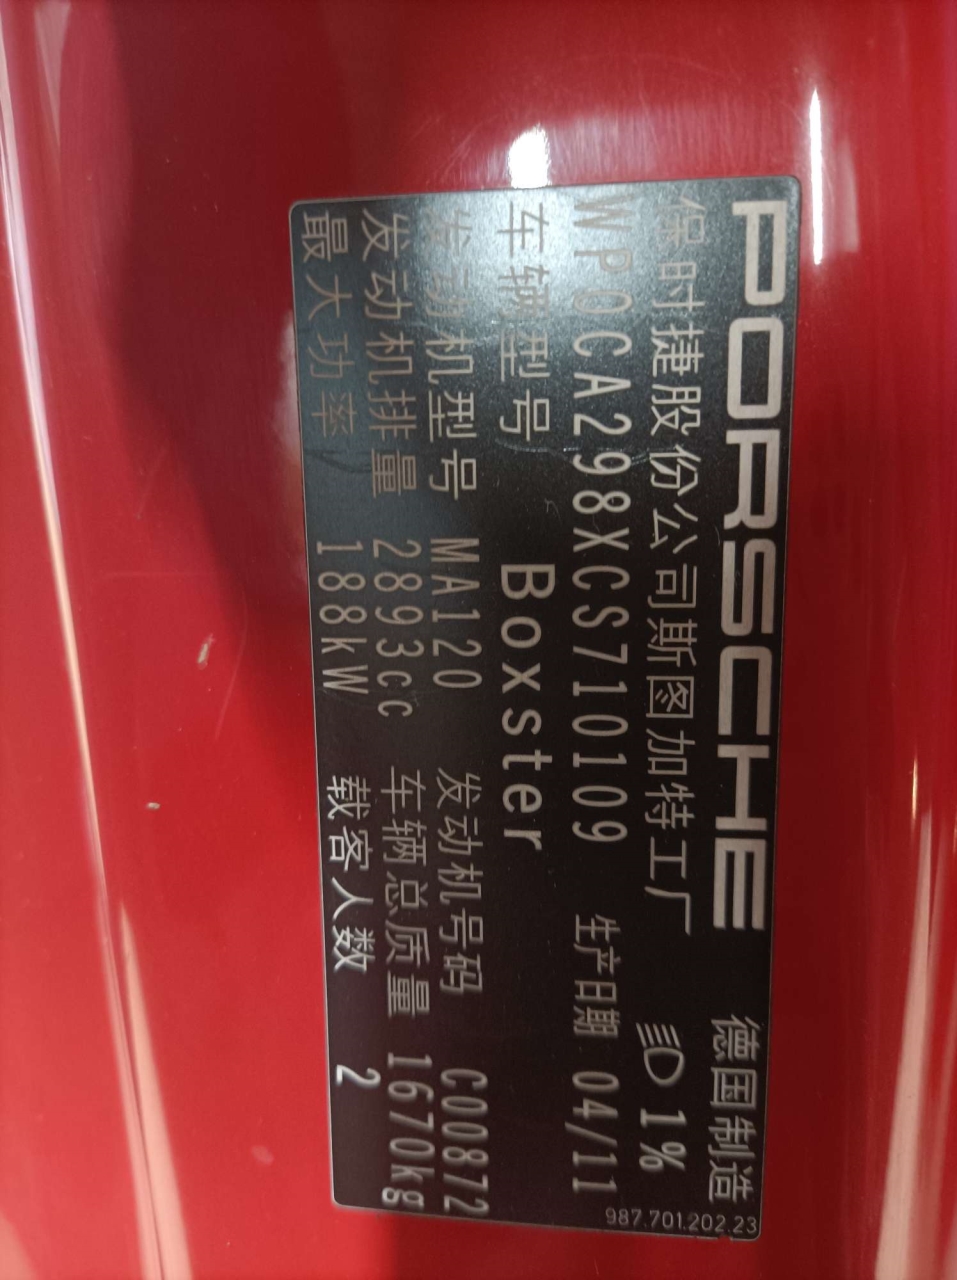 PORSCHE 德国制造
保时捷股份公司斯图加特工厂 1%
WP0CA298XCS710109 生产日期 04/11
车辆型号 Boxster
发动机型号 MA120 发动机号码 C00872
发动机排量 2893cc 车辆总质量 1670kg
最大功率 188kW 载客人数 2
987.701.202.23